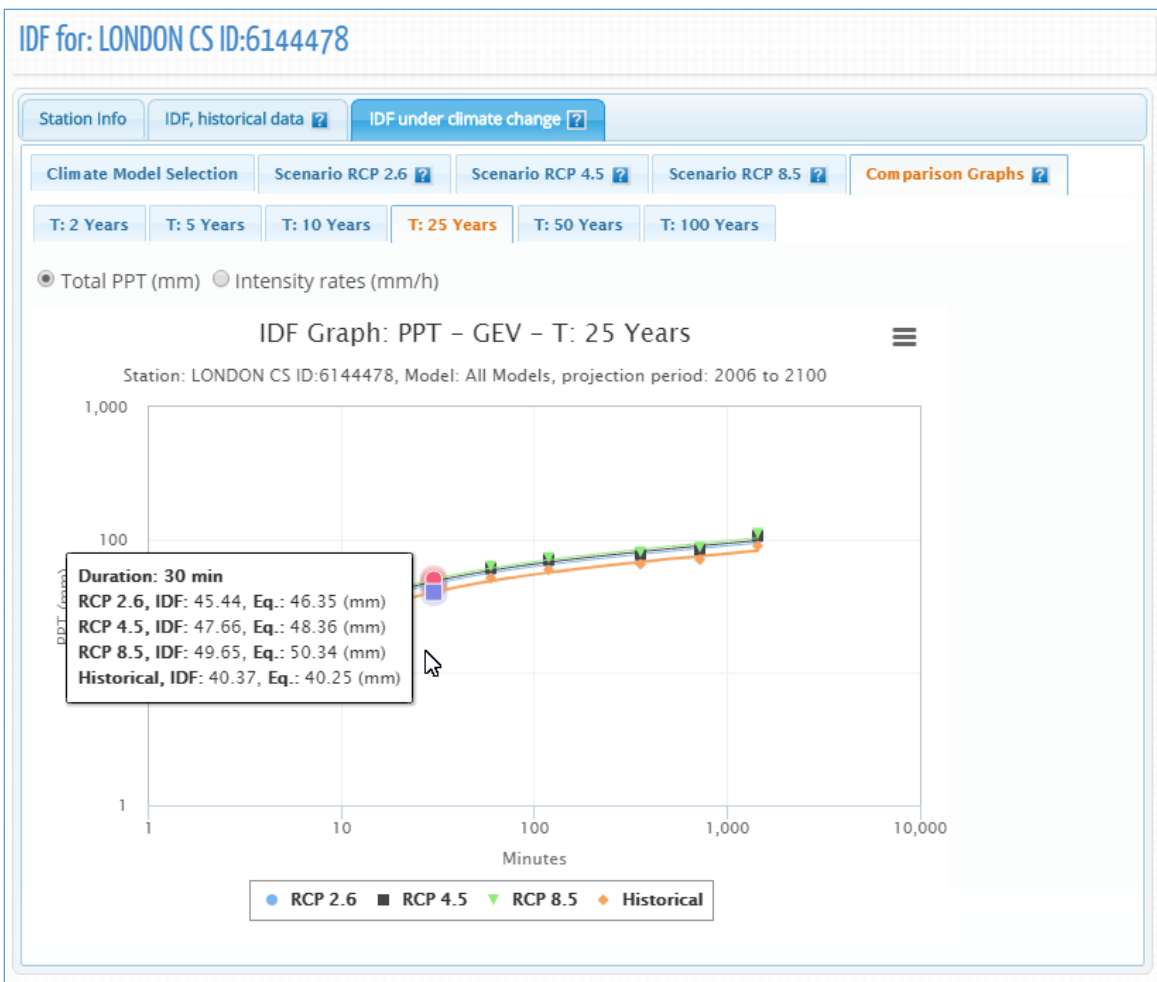 IDF for: LONDON CS ID:6144478
Station Info IDF, historical data ? IDF under climate change ?
Climate Model Selection Scenario RCP 2.6 ? Scenario RCP 4.5 ? Scenario RCP 8.5 ? Comparison Graphs ?
T: 2 Years T: 5 Years T: 10 Years T: 25 Years T: 50 Years T: 100 Years
Total PPT (mm) Intensity rates (mm/h)
IDF Graph: PPT – GEV – T: 25 Years
Station: LONDON CS ID:6144478, Model: All Models, projection period: 2006 to 2100
1,000
100
PPT (mm)
Duration: 30 min
RCP 2.6, IDF: 45.44, Eq.: 46.35 (mm)
RCP 4.5, IDF: 47.66, Eq.: 48.36 (mm)
RCP 8.5, IDF: 49.65, Eq.: 50.34 (mm)
Historical, IDF: 40.37, Eq.: 40.25 (mm)
1
1 10 100 1,000 10,000
Minutes
RCP 2.6 RCP 4.5 RCP 8.5 Historical